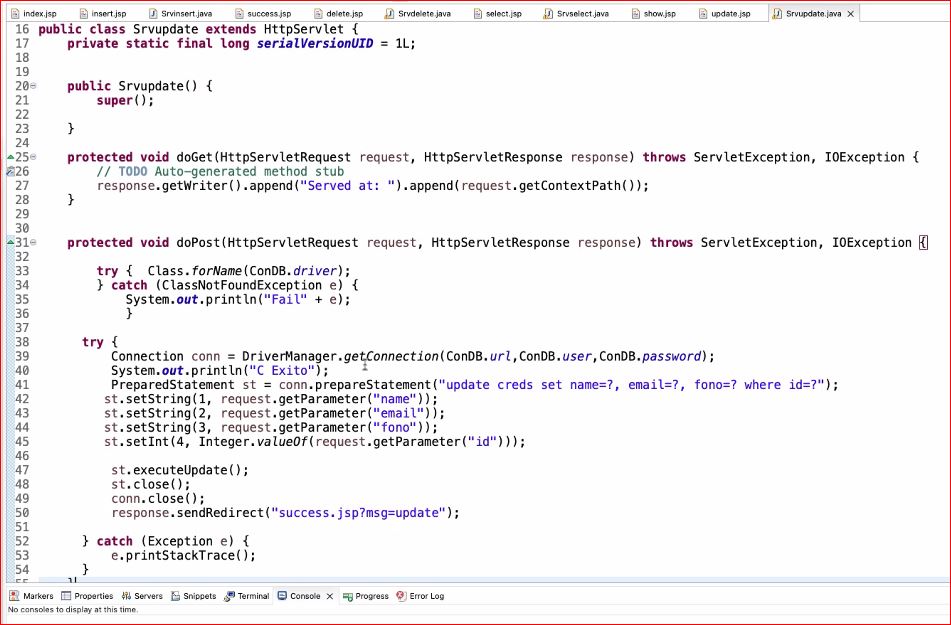 index.jsp insert.jsp Srvinsert.java success.jsp delete.jsp Srvdelete.java select.jsp Srvselect.java show.jsp update.jsp Srvupdate.java
16 public class Srvupdate extends HttpServlet {
17     private static final long serialVersionUID = 1L;
18
19
20     public Srvupdate() {
21         super();
22
23     }
24
25     protected void doGet(HttpServletRequest request, HttpServletResponse response) throws ServletException, IOException {
26         // TODO Auto-generated method stub
27         response.getWriter().append("Served at: ").append(request.getContextPath());
28     }
29
30
31     protected void doPost(HttpServletRequest request, HttpServletResponse response) throws ServletException, IOException {
32
33         try {  Class.forName(ConDB.driver);
34         } catch (ClassNotFoundException e) {
35             System.out.println("Fail" + e);
36             }
37
38       try {
39           Connection conn = DriverManager.getConnection(ConDB.url,ConDB.user,ConDB.password);
40           System.out.println("C Exito");
41           PreparedStatement st = conn.prepareStatement("update creds set name=?, email=?, fono=? where id=?");
42          st.setString(1, request.getParameter("name"));
43          st.setString(2, request.getParameter("email"));
44          st.setString(3, request.getParameter("fono"));
45          st.setInt(4, Integer.valueOf(request.getParameter("id")));
46
47           st.executeUpdate();
48           st.close();
49           conn.close();
50           response.sendRedirect("success.jsp?msg=update");
51
52       } catch (Exception e) {
53           e.printStackTrace();
54       }
55     }
Markers Properties Servers Snippets Terminal Console Progress Error Log
No consoles to display at this time.